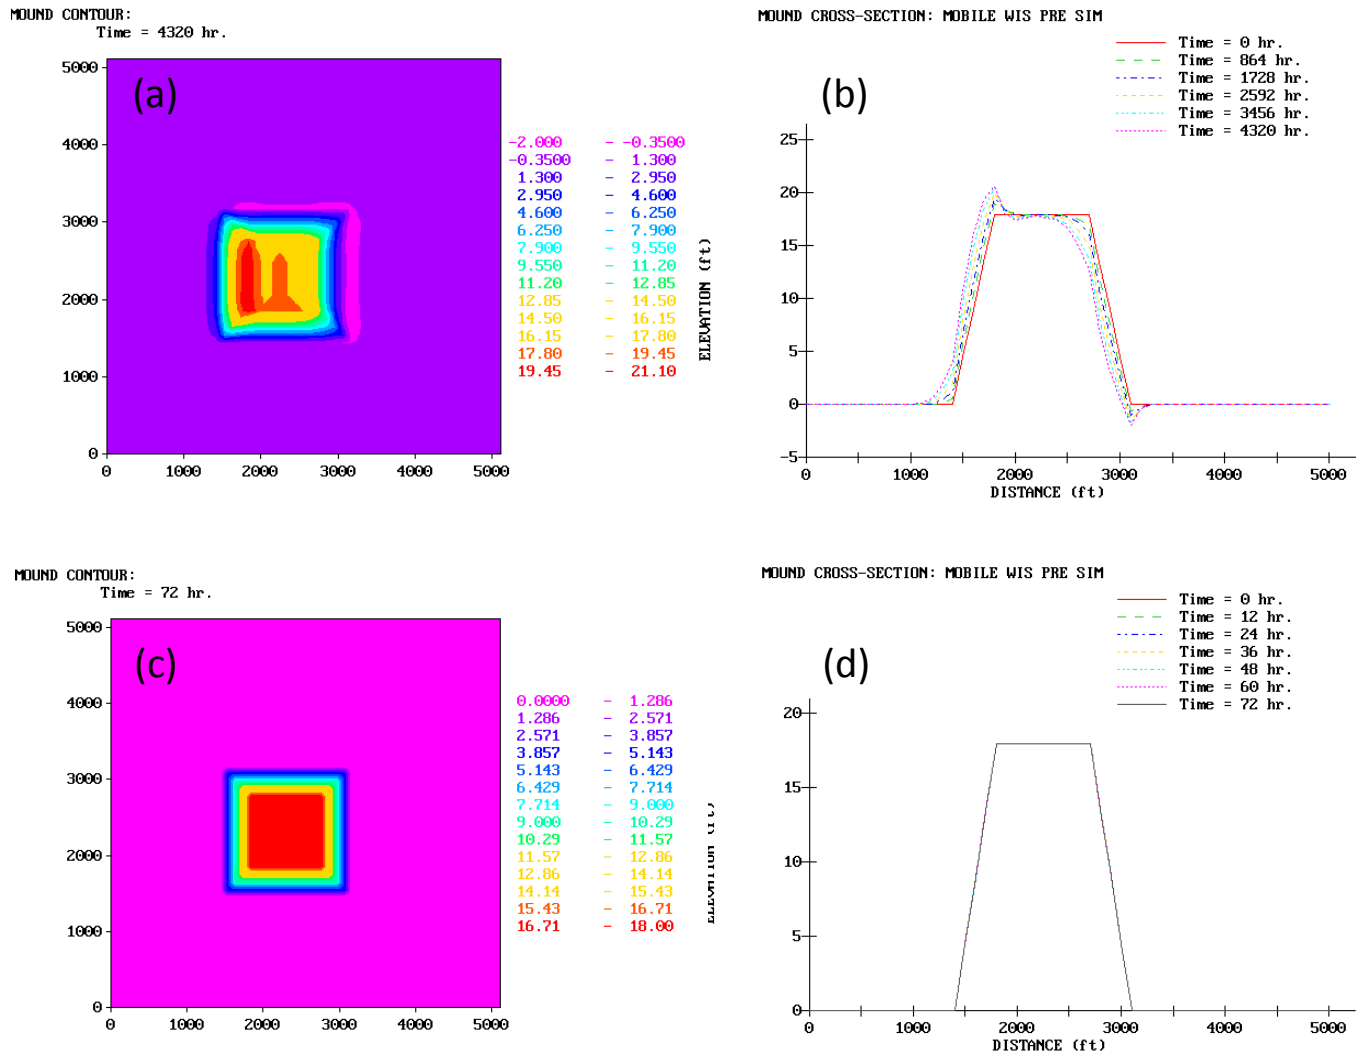 MOUND CONTOUR:
Time = 4320 hr.
(a)
5000
4000
3000
2000
1000
0
0 1000 2000 3000 4000 5000
-2.000 - -0.3500
-0.3500 - 1.300
1.300 - 2.950
2.950 - 4.600
4.600 - 6.250
6.250 - 7.900
7.900 - 9.550
9.550 - 11.20
11.20 - 12.85
12.85 - 14.50
14.50 - 16.15
16.15 - 17.80
17.80 - 19.45
19.45 - 21.10
MOUND CROSS-SECTION: MOBILE WIS PRE SIM
Time = 0 hr.
Time = 864 hr.
Time = 1728 hr.
Time = 2592 hr.
Time = 3456 hr.
Time = 4320 hr.
(b)
ELEVATION (ft)
25
20
15
10
5
0
-5
0 1000 2000 3000 4000 5000
DISTANCE (ft)
MOUND CONTOUR:
Time = 72 hr.
(c)
5000
4000
3000
2000
1000
0
0 1000 2000 3000 4000 5000
0.0000 - 1.286
1.286 - 2.571
2.571 - 3.857
3.857 - 5.143
5.143 - 6.429
6.429 - 7.714
7.714 - 9.000
9.000 - 10.29
10.29 - 11.57
11.57 - 12.86
12.86 - 14.14
14.14 - 15.43
15.43 - 16.71
16.71 - 18.00
MOUND CROSS-SECTION: MOBILE WIS PRE SIM
Time = 0 hr.
Time = 12 hr.
Time = 24 hr.
Time = 36 hr.
Time = 48 hr.
Time = 60 hr.
Time = 72 hr.
(d)
ELEVATION (ft)
20
15
10
5
0
0 1000 2000 3000 4000 5000
DISTANCE (ft)